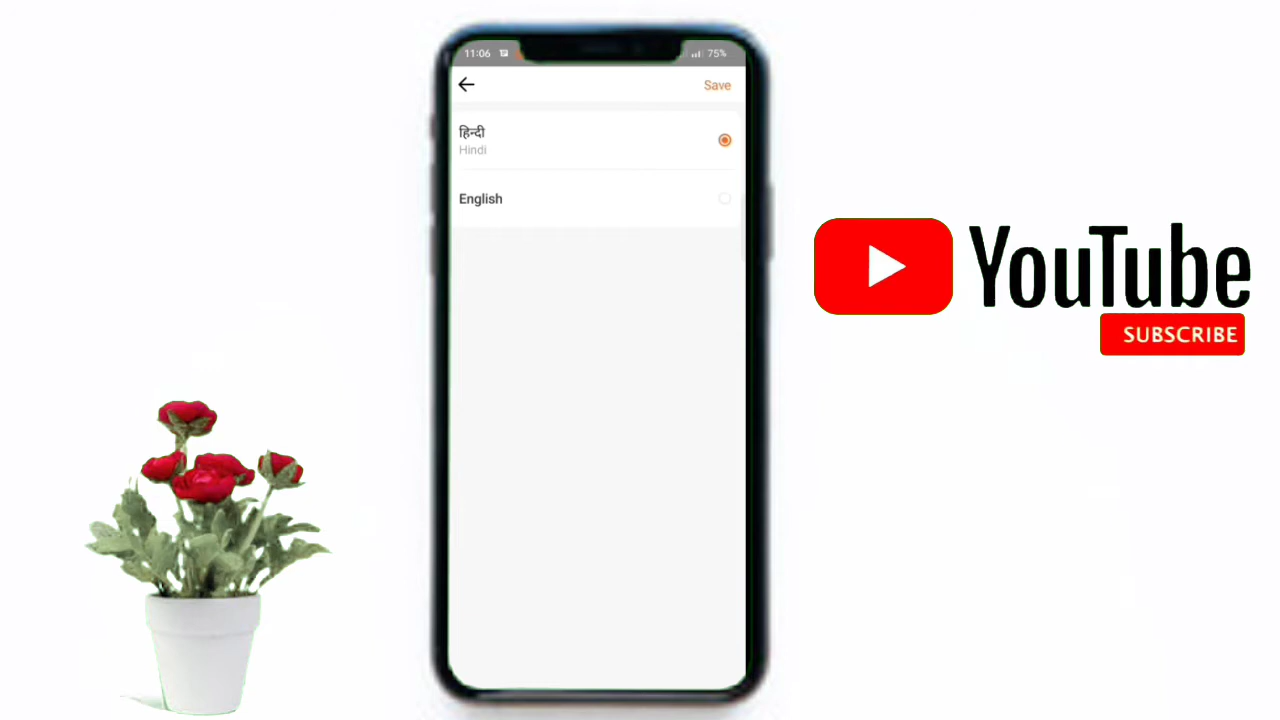 11:06
75%
Save
हिन्दी
Hindi
English
YouTube
SUBSCRIBE